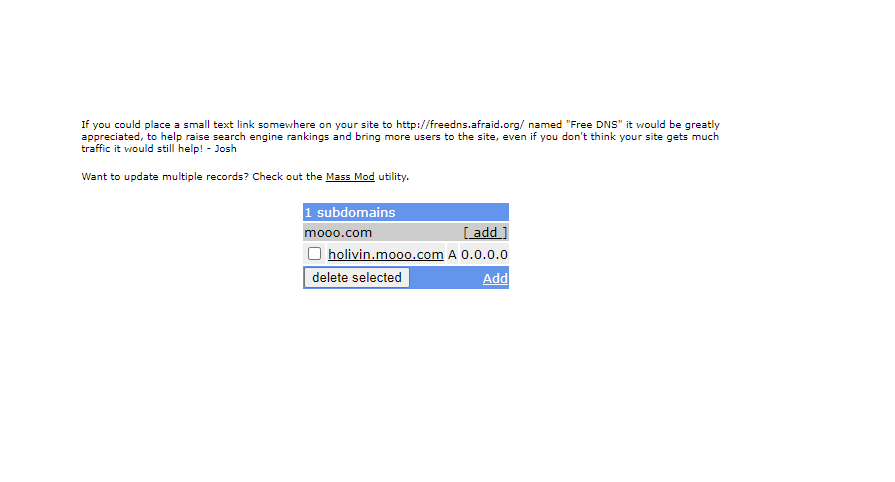 If you could place a small text link somewhere on your site to http://freedns.afraid.org/ named "Free DNS" it would be greatly
appreciated, to help raise search engine rankings and bring more users to the site, even if you don't think your site gets much
traffic it would still help! - Josh
Want to update multiple records? Check out the Mass Mod utility.
1 subdomains
mooo.com [ add ]
holivin.mooo.com A 0.0.0.0
delete selected Add